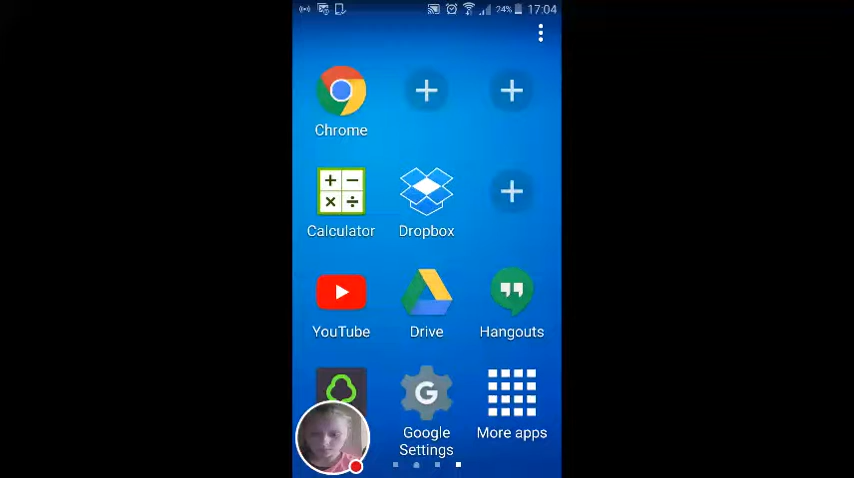 24% 17:04
Chrome
Calculator Dropbox
YouTube Drive Hangouts
Google
Settings
More apps